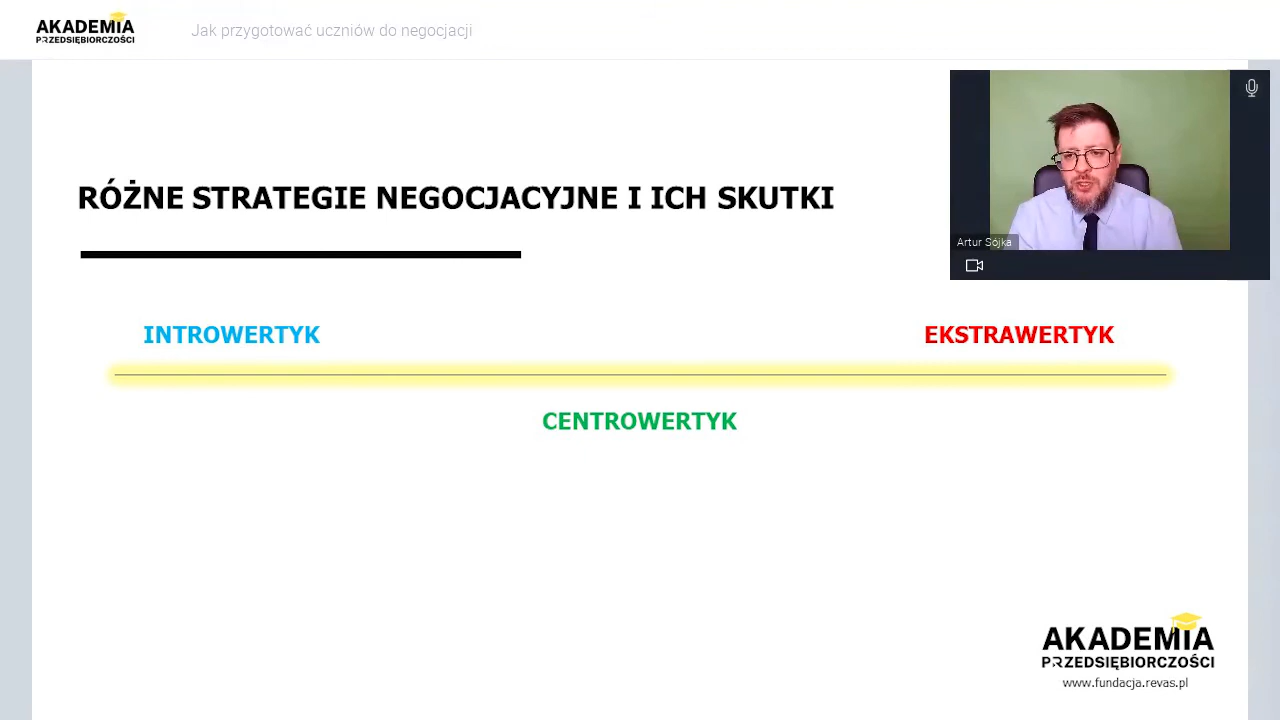 AKADEMIA
PRZEDSIĘBIORCZOŚCI
Jak przygotować uczniów do negocjacji
RÓŻNE STRATEGIE NEGOCJACYJNE I ICH SKUTKI
Artur Sójka
INTROWERTYK
EKSTRAWERTYK
CENTROWERTYK
AKADEMIA
PRZEDSIĘBIORCZOŚCI
www.fundacja.revas.pl